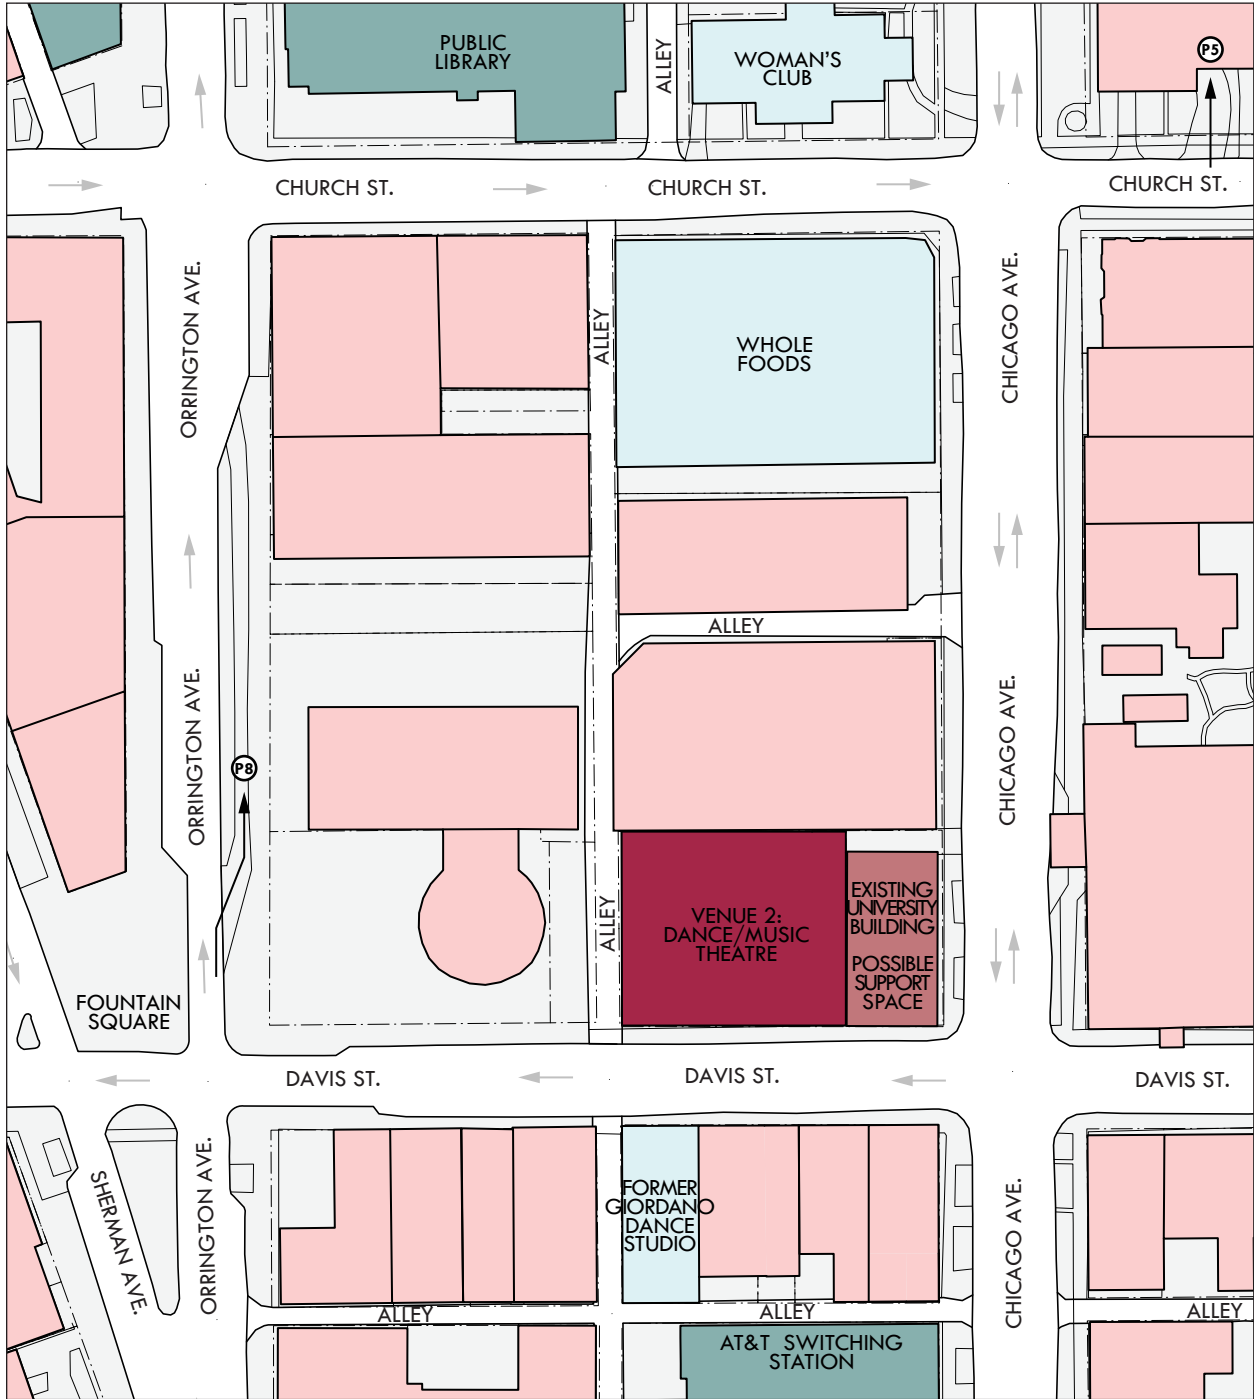 PUBLIC
LIBRARY
ALLEY
WOMAN'S
CLUB
P5
CHURCH ST.
CHURCH ST.
CHURCH ST.
ORRINGTON AVE.
ALLEY
WHOLE
FOODS
CHICAGO AVE.
ALLEY
ORRINGTON AVE.
P8
CHICAGO AVE.
ALLEY
VENUE 2:
DANCE/MUSIC
THEATRE
EXISTING
UNIVERSITY
BUILDING
POSSIBLE
SUPPORT
SPACE
FOUNTAIN
SQUARE
DAVIS ST.
DAVIS ST.
DAVIS ST.
SHERMAN AVE.
ORRINGTON AVE.
FORMER
GIORDANO
DANCE
STUDIO
CHICAGO AVE.
ALLEY
ALLEY
ALLEY
AT&T SWITCHING
STATION